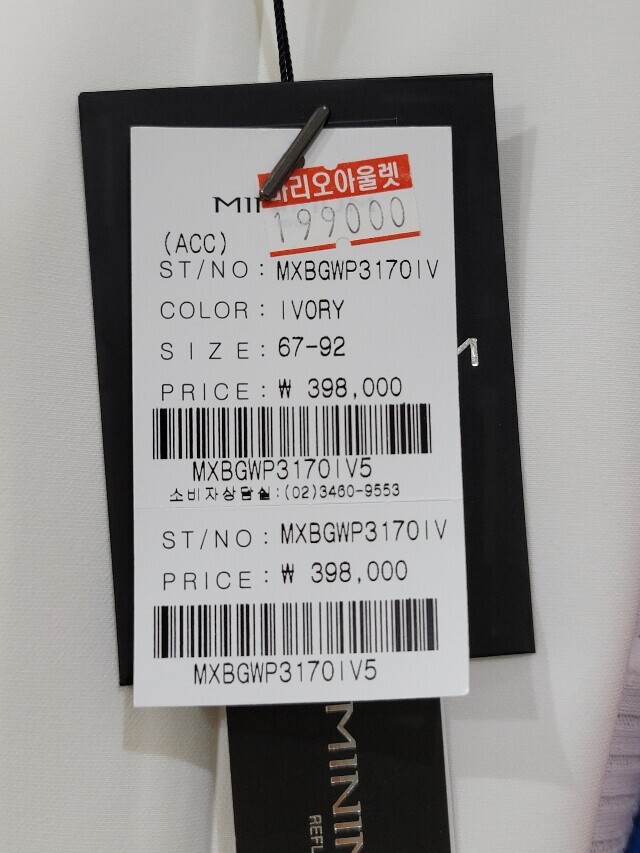 마리오아울렛
199000
(ACC)
ST/NO: MXBGWP3170IV
COLOR: IVORY
SIZE: 67-92
PRICE: ₩ 398,000
MXBGWP3170IV5
소비자상담실:(02)3460-9553
ST/NO: MXBGWP3170IV
PRICE: ₩ 398,000
MXBGWP3170IV5